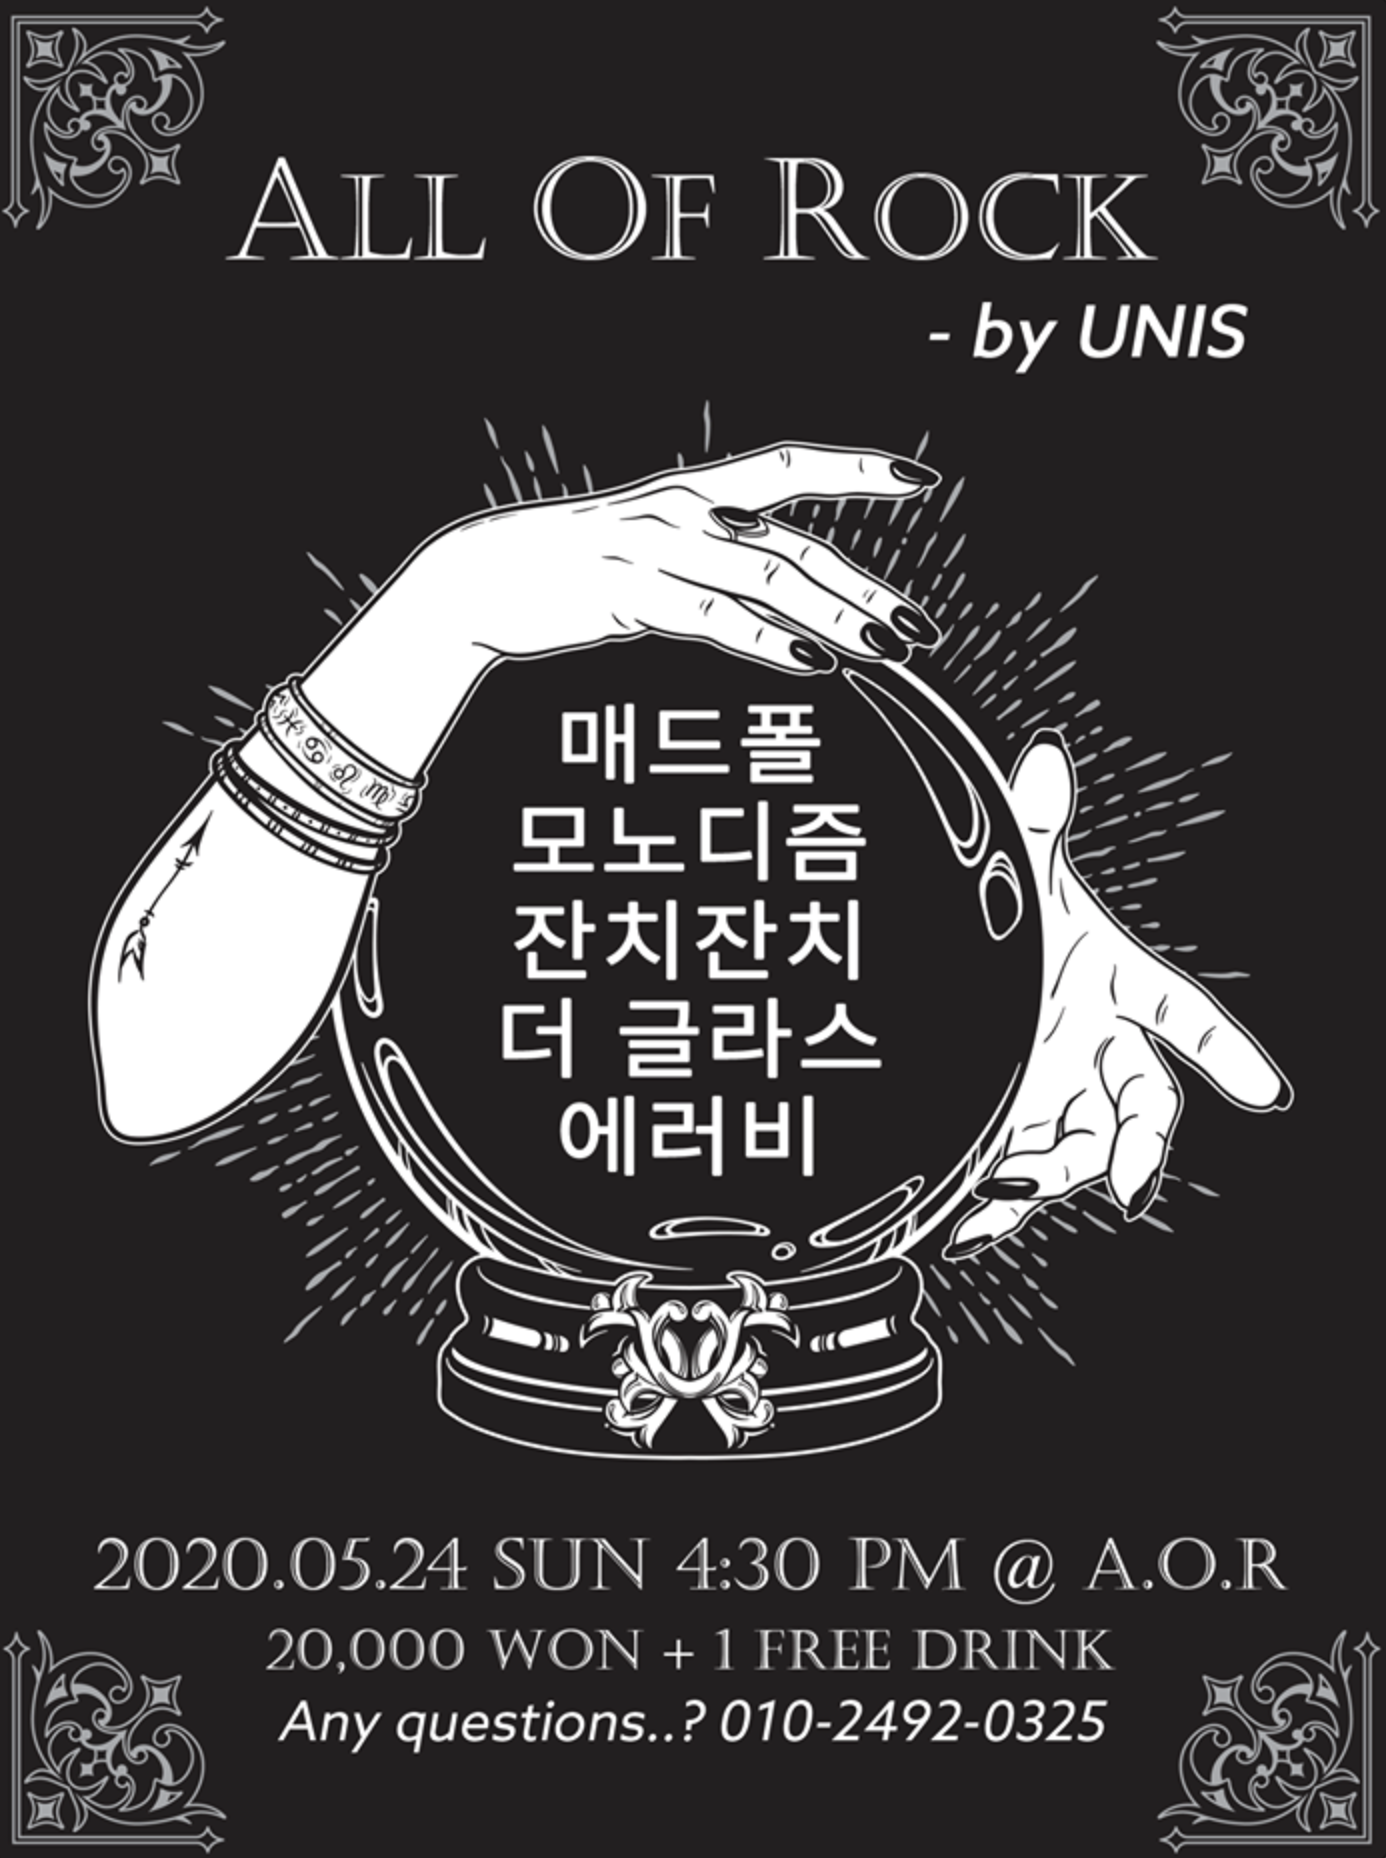 ALL OF ROCK
- by UNIS
매드폴
모노디즘
잔치잔치
더 글라스
에러비
2020.05.24 SUN 4:30 PM @ A.O.R
20,000 WON + 1 FREE DRINK
Any questions..? 010-2492-0325